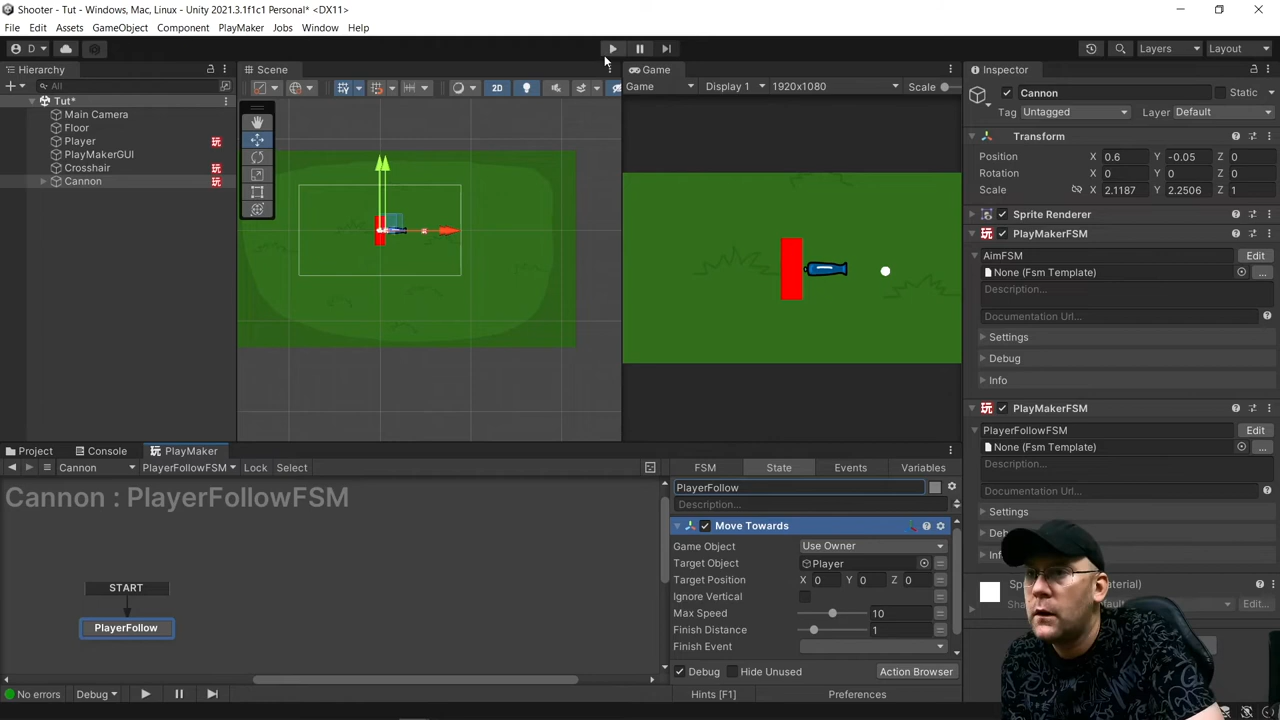 Shooter - Tut - Windows, Mac, Linux - Unity 2021.3.1f1c1 Personal* <DX11>
File Edit Assets GameObject Component PlayMaker Jobs Window Help
D Layers Layout
Hierarchy
All
Tut*
Main Camera
Floor
Player
PlayMakerGUI
Crosshair
Cannon
Scene
2D
Game
Game Display 1 1920x1080 Scale
Inspector
Cannon Static
Tag Untagged Layer Default
Transform
Position X 0.6 Y -0.05 Z 0
Rotation X 0 Y 0 Z 0
Scale X 2.1187 Y 2.2506 Z 1
Sprite Renderer
PlayMakerFSM
AimFSM Edit
None (Fsm Template) ...
Description...
Documentation Url...
Settings
Debug
Info
PlayMakerFSM
PlayerFollowFSM Edit
None (Fsm Template) ...
Description...
Documentation Url...
Settings
Edit...
Project Console PlayMaker
Cannon PlayerFollowFSM Lock Select
Cannon : PlayerFollowFSM
START
PlayerFollow
No errors Debug
FSM State Events Variables
PlayerFollow
Description...
Move Towards
Game Object Use Owner
Target Object Player
Target Position X 0 Y 0 Z 0
Ignore Vertical
Max Speed 10
Finish Distance 1
Finish Event
Debug Hide Unused Action Browser
Hints [F1] Preferences